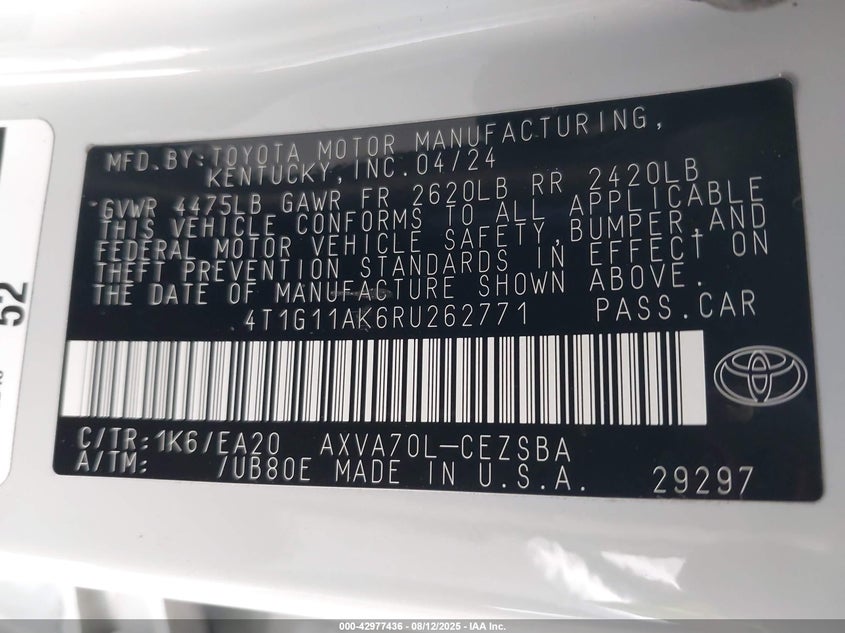 MFD.BY:TOYOTA MOTOR MANUFACTURING,
KENTUCKY,INC.04/24
GVWR 4475LB GAWR FR 2620LB RR 2420LB
THIS VEHICLE CONFORMS TO ALL APPLICABLE
FEDERAL MOTOR VEHICLE SAFETY,BUMPER,AND
THEFT PREVENTION STANDARDS IN EFFECT ON
THE DATE OF MANUFACTURE SHOWN ABOVE.
4T1G11AK6RU262771 PASS.CAR
C/TR:1K6/EA20 AXVA70L-CEZSBA
A/TM: /UB80E MADE IN U.S.A. 29297
52
000-42977436 - 08/12/2025 - IAA Inc.